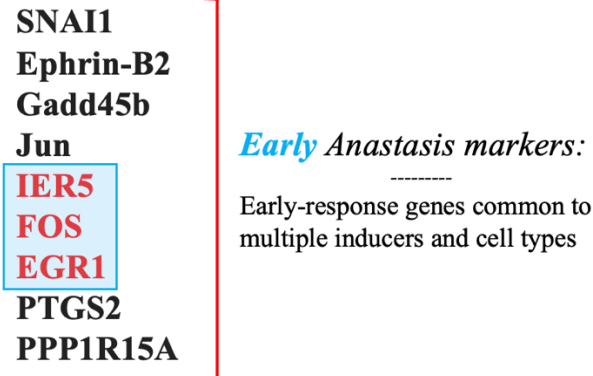 SNAI1
Ephrin-B2
Gadd45b
Jun
IER5
FOS
EGR1
PTGS2
PPP1R15A
Early Anastasis markers:
---------
Early-response genes common to
multiple inducers and cell types